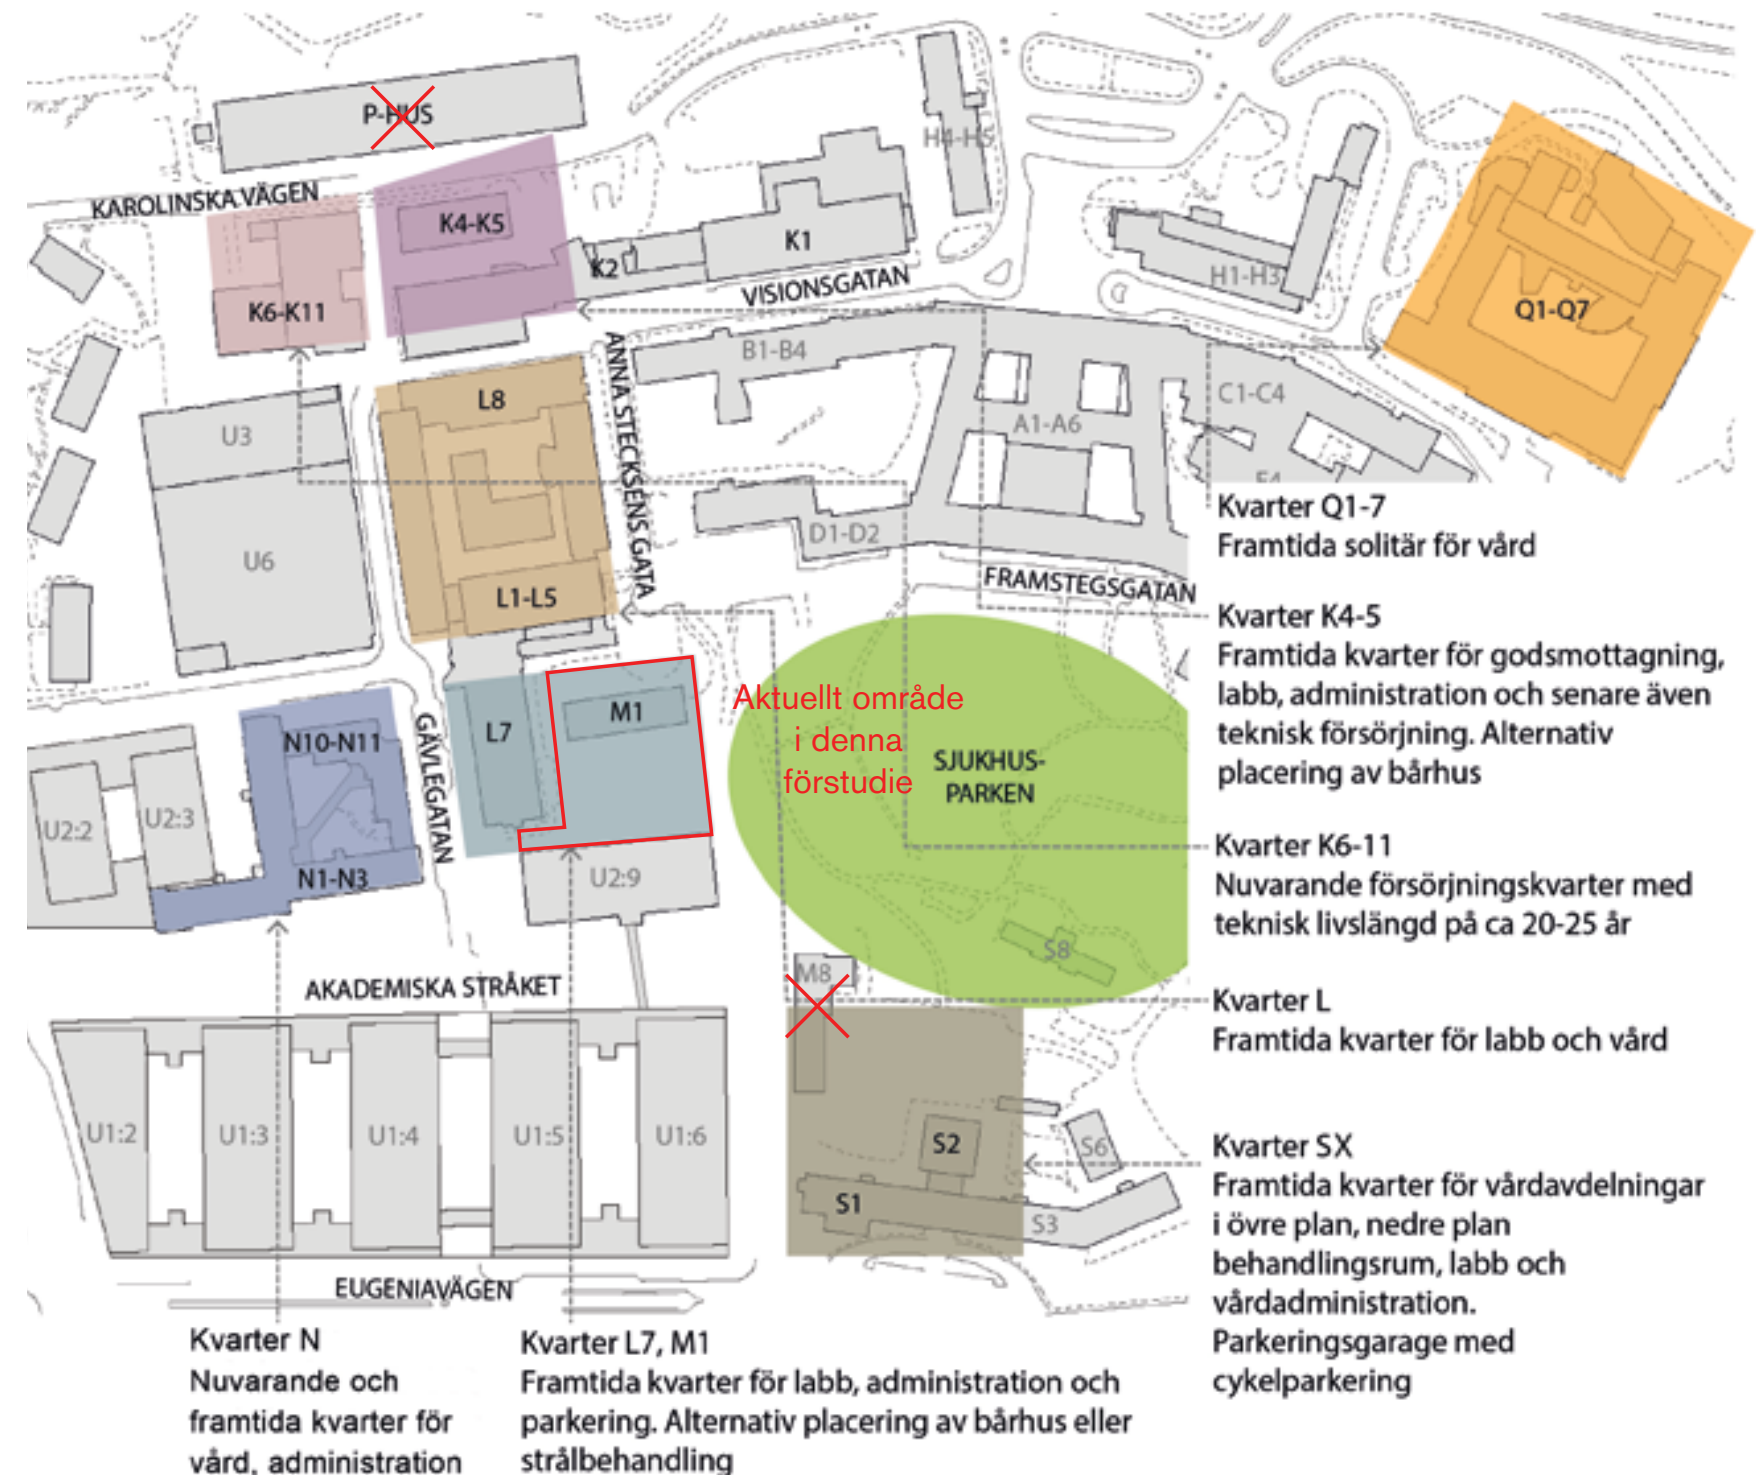 P-HUS
KAROLINSKA VÄGEN
K4-K5
K6-K11
K2
K1
H4-H5
VISIONSGATAN
H1-H3
Q1-Q7
ANNA STECKSENS GATA
B1-B4
L8
U3
A1-A6
C1-C4
U6
D1-D2
L1-L5
FRAMSTEGSGATAN
Kvarter Q1-7
Framtida solitär för vård
Kvarter K4-5
Framtida kvarter för godsmottagning,
labb, administration och senare även
teknisk försörjning. Alternativ
placering av bårhus
Aktuellt område
i denna
förstudie
SJUKHUS-
PARKEN
M1
L7
GÄVLEGATAN
N10-N11
N1-N3
U2:2
U2:3
U2:9
Kvarter K6-11
Nuvarande försörjningskvarter med
teknisk livslängd på ca 20-25 år
S8
M8
AKADEMISKA STRÅKET
Kvarter L
Framtida kvarter för labb och vård
U1:2
U1:3
U1:4
U1:5
U1:6
S2
S6
S1
S3
Kvarter SX
Framtida kvarter för vårdavdelningar
i övre plan, nedre plan
behandlingsrum, labb och
vårdadministration.
Parkeringsgarage med
cykelparkering
EUGENIAVÄGEN
Kvarter N
Nuvarande och
framtida kvarter för
vård, administration
Kvarter L7, M1
Framtida kvarter för labb, administration och
parkering. Alternativ placering av bårhus eller
strålbehandling